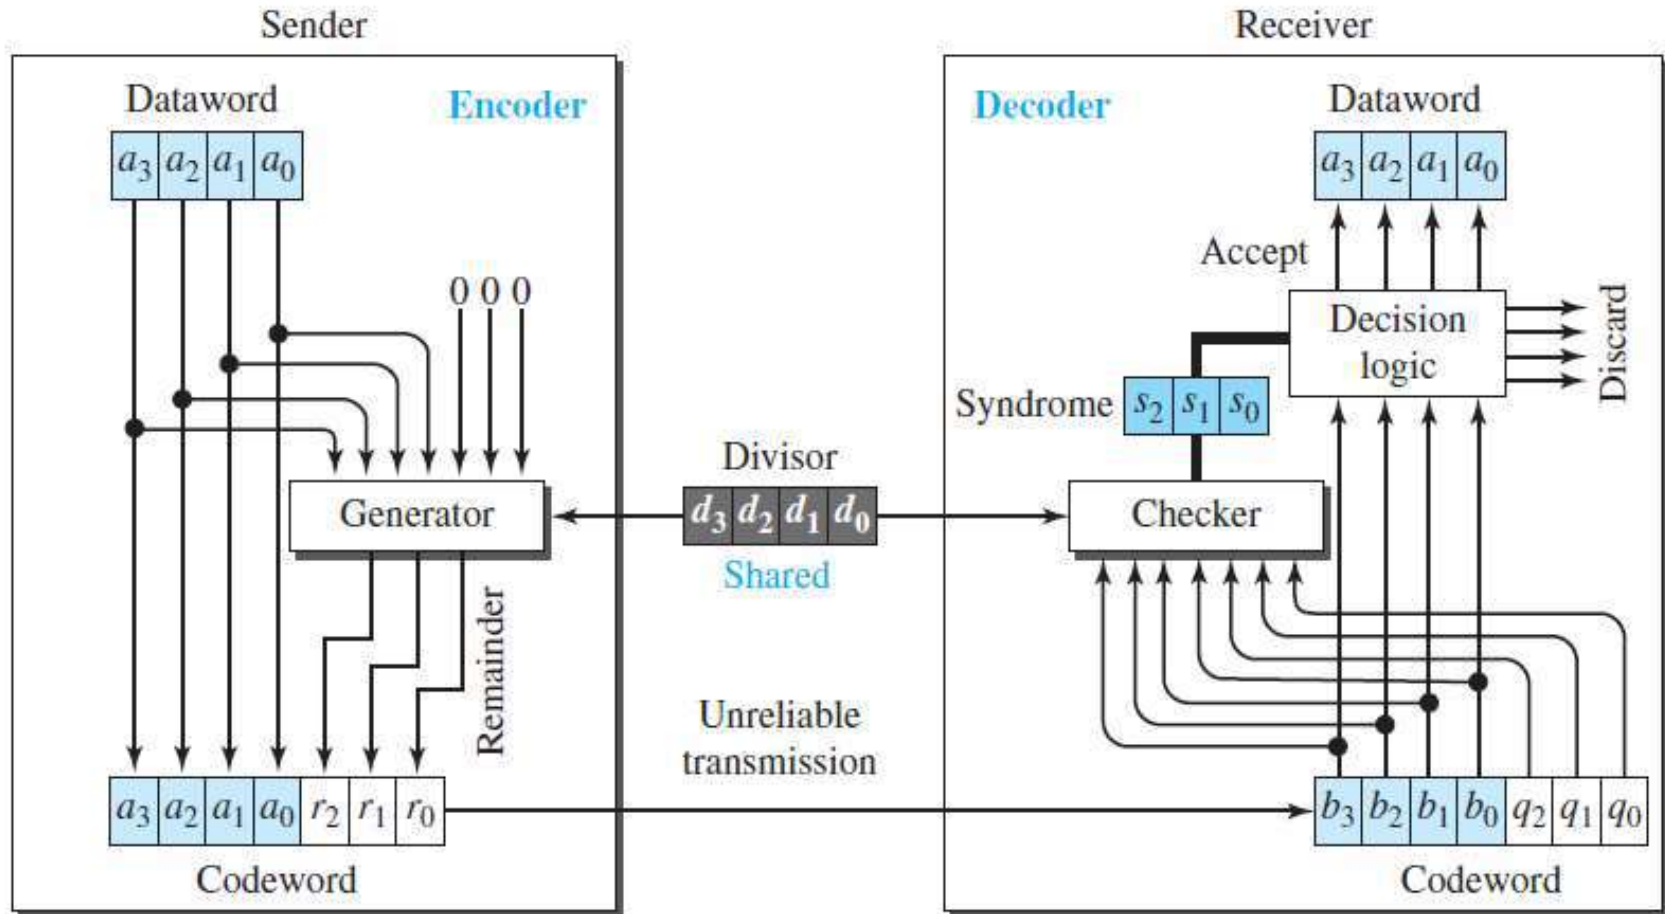 Sender
Dataword
Encoder
a3 a2 a1 a0
0 0 0
Generator
Remainder
a3 a2 a1 a0 r2 r1 r0
Codeword
Divisor
d3 d2 d1 d0
Shared
Unreliable
transmission
Receiver
Decoder
Dataword
a3 a2 a1 a0
Accept
Decision
logic
Discard
Syndrome
s2 s1 s0
Checker
b3 b2 b1 b0 q2 q1 q0
Codeword